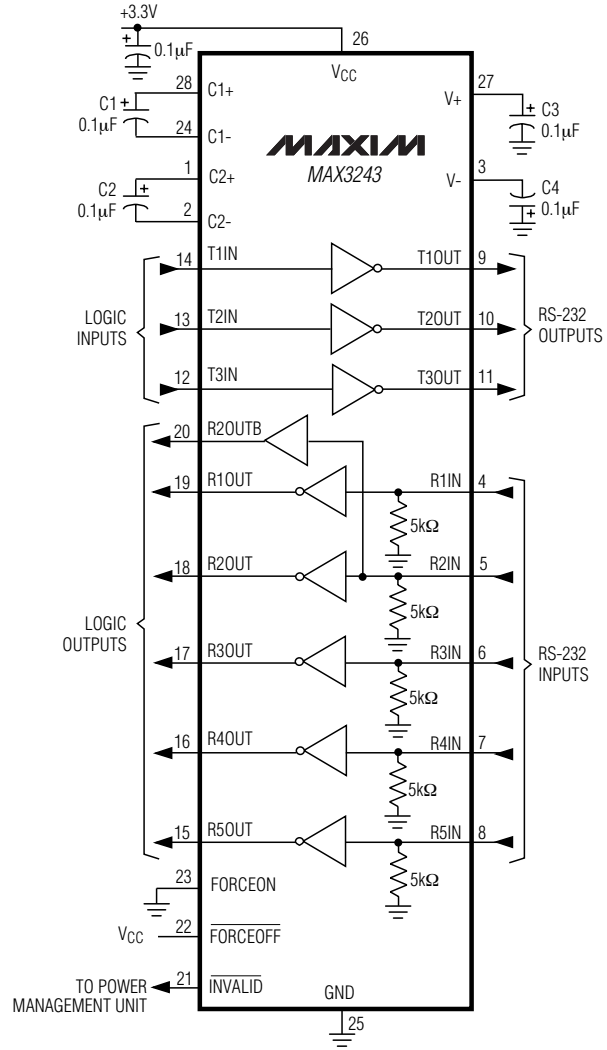 +3.3V
+
0.1µF
26
VCC
28
C1+
C1
+
0.1µF
24
C1-
27
V+
+
C3
0.1µF
MAXIM
MAX3243
1
C2+
C2
+
0.1µF
2
C2-
3
V-
C4
+
0.1µF
LOGIC
INPUTS
14
T1IN
T1OUT
9
13
T2IN
T2OUT
10
12
T3IN
T3OUT
11
RS-232
OUTPUTS
LOGIC
OUTPUTS
20
R2OUTB
19
R1OUT
R1IN
4
5kΩ
18
R2OUT
R2IN
5
5kΩ
17
R3OUT
R3IN
6
5kΩ
16
R4OUT
R4IN
7
5kΩ
15
R5OUT
R5IN
8
5kΩ
RS-232
INPUTS
23
FORCEON
VCC
22
FORCEOFF
TO POWER
MANAGEMENT UNIT
21
INVALID
GND
25